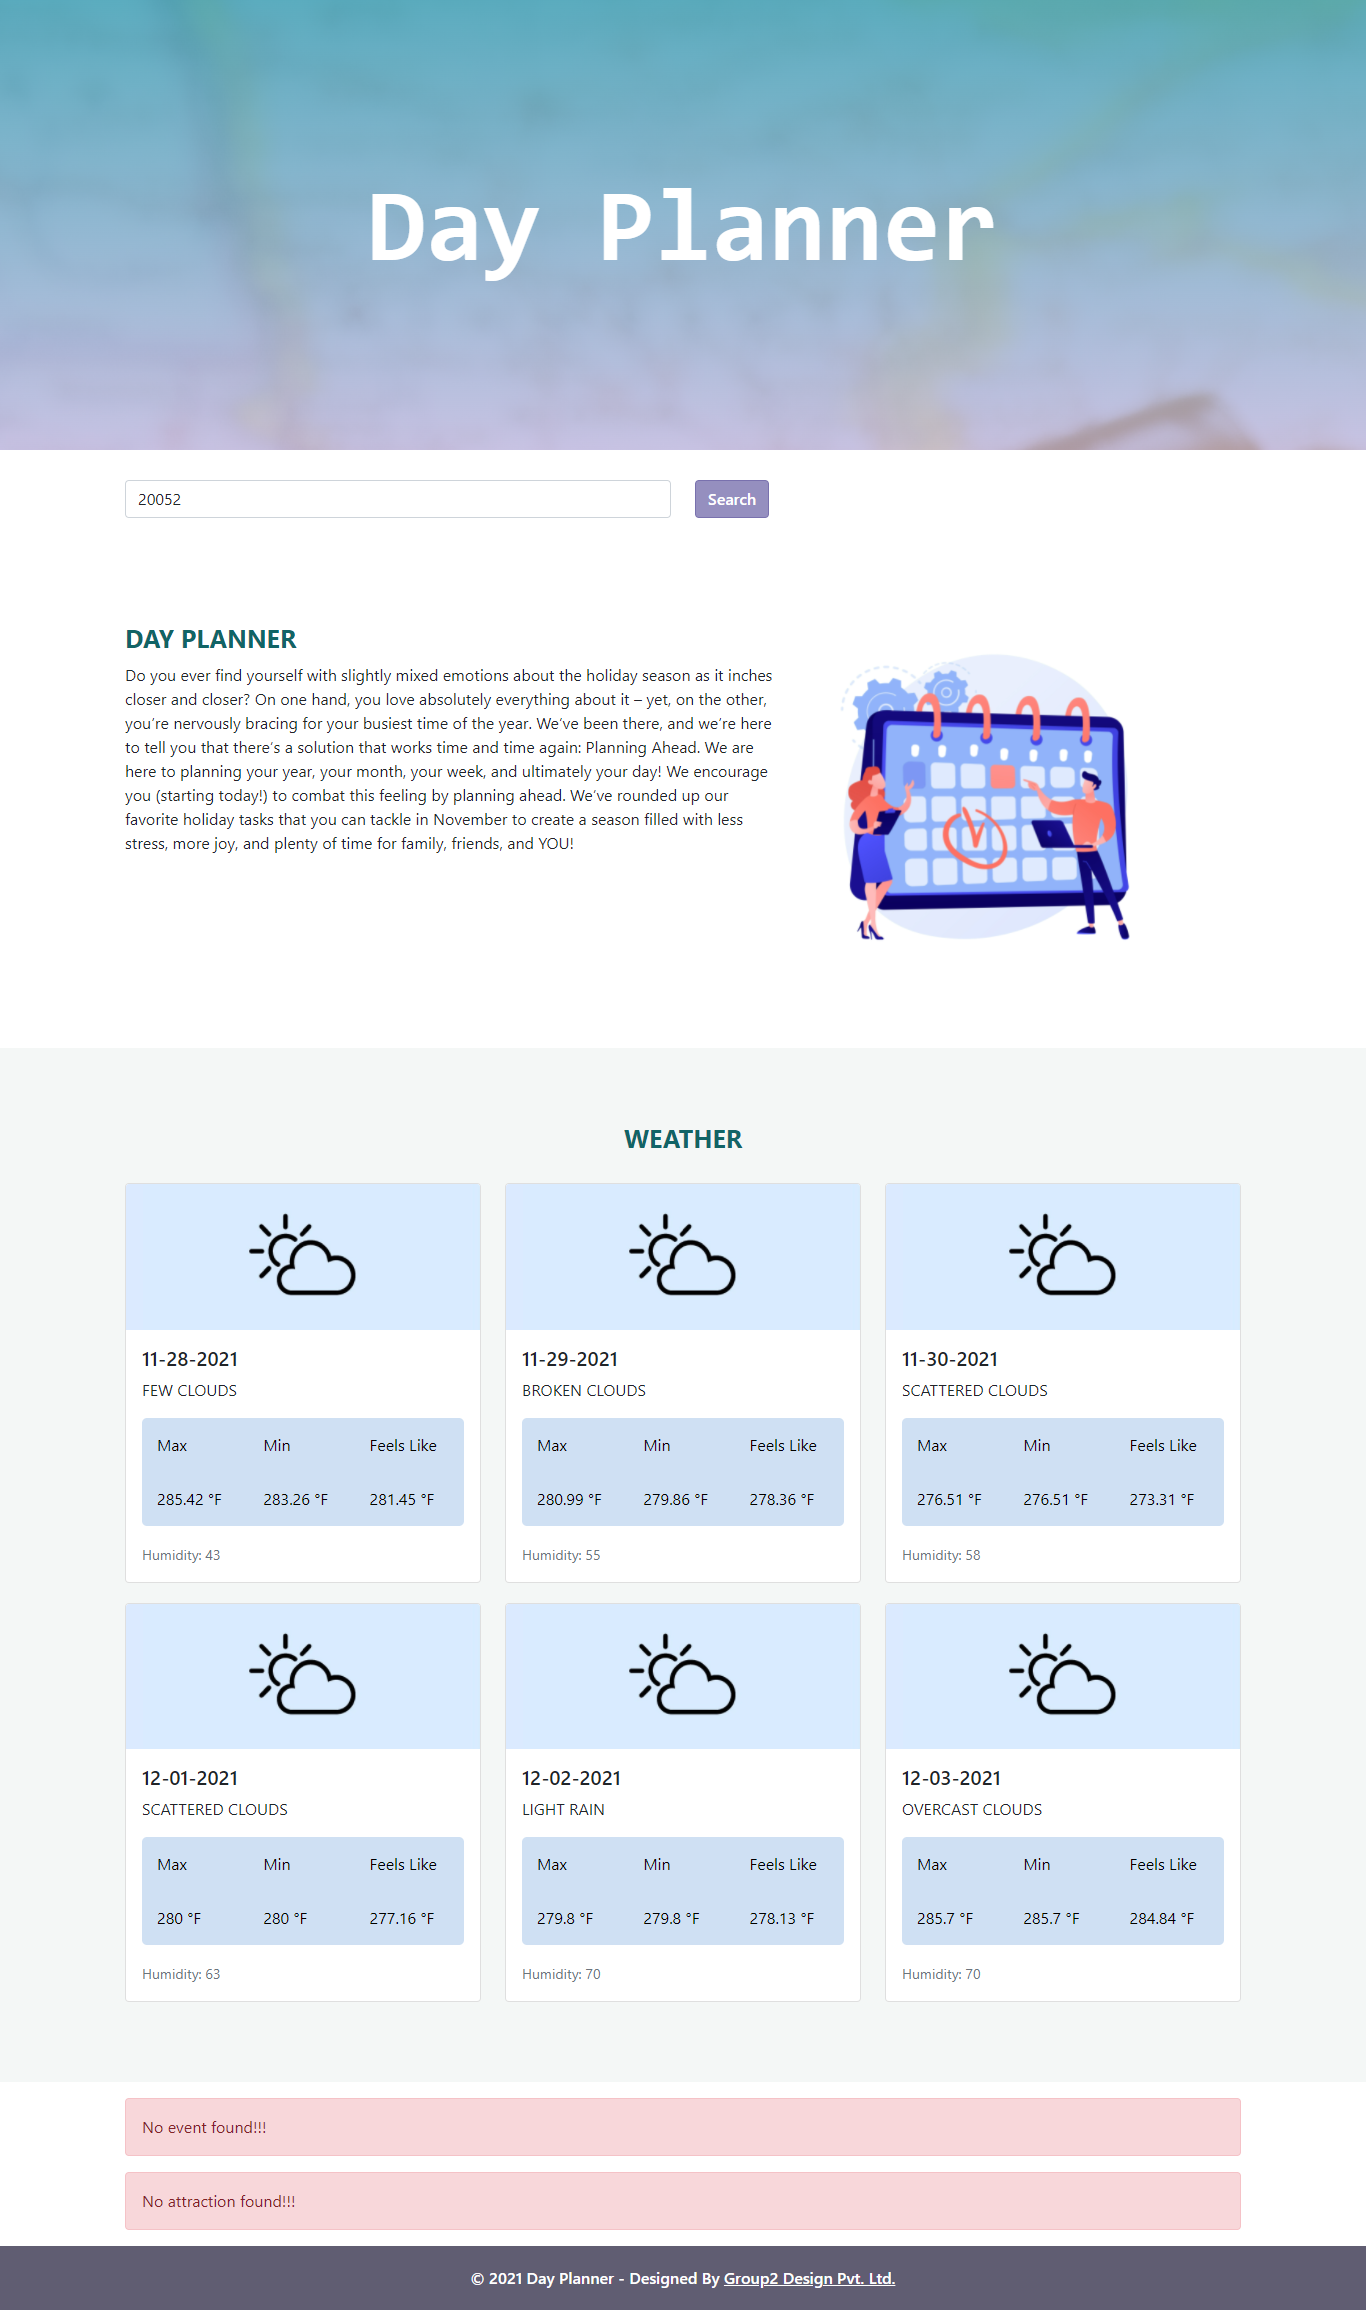 Day Planner
20052
Search
DAY PLANNER
Do you ever find yourself with slightly mixed emotions about the holiday season as it inches
closer and closer? On one hand, you love absolutely everything about it – yet, on the other,
you're nervously bracing for your busiest time of the year. We've been there, and we're here
to tell you that there's a solution that works time and time again: Planning Ahead. We are
here to planning your year, your month, your week, and ultimately your day! We encourage
you (starting today!) to combat this feeling by planning ahead. We've rounded up our
favorite holiday tasks that you can tackle in November to create a season filled with less
stress, more joy, and plenty of time for family, friends, and YOU!
WEATHER
11-28-2021
FEW CLOUDS
Max Min Feels Like
285.42 °F 283.26 °F 281.45 °F
Humidity: 43
11-29-2021
BROKEN CLOUDS
Max Min Feels Like
280.99 °F 279.86 °F 278.36 °F
Humidity: 55
11-30-2021
SCATTERED CLOUDS
Max Min Feels Like
276.51 °F 276.51 °F 273.31 °F
Humidity: 58
12-01-2021
SCATTERED CLOUDS
Max Min Feels Like
280 °F 280 °F 277.16 °F
Humidity: 63
12-02-2021
LIGHT RAIN
Max Min Feels Like
279.8 °F 279.8 °F 278.13 °F
Humidity: 70
12-03-2021
OVERCAST CLOUDS
Max Min Feels Like
285.7 °F 285.7 °F 284.84 °F
Humidity: 70
No event found!!!
No attraction found!!!
© 2021 Day Planner - Designed By Group2 Design Pvt. Ltd.